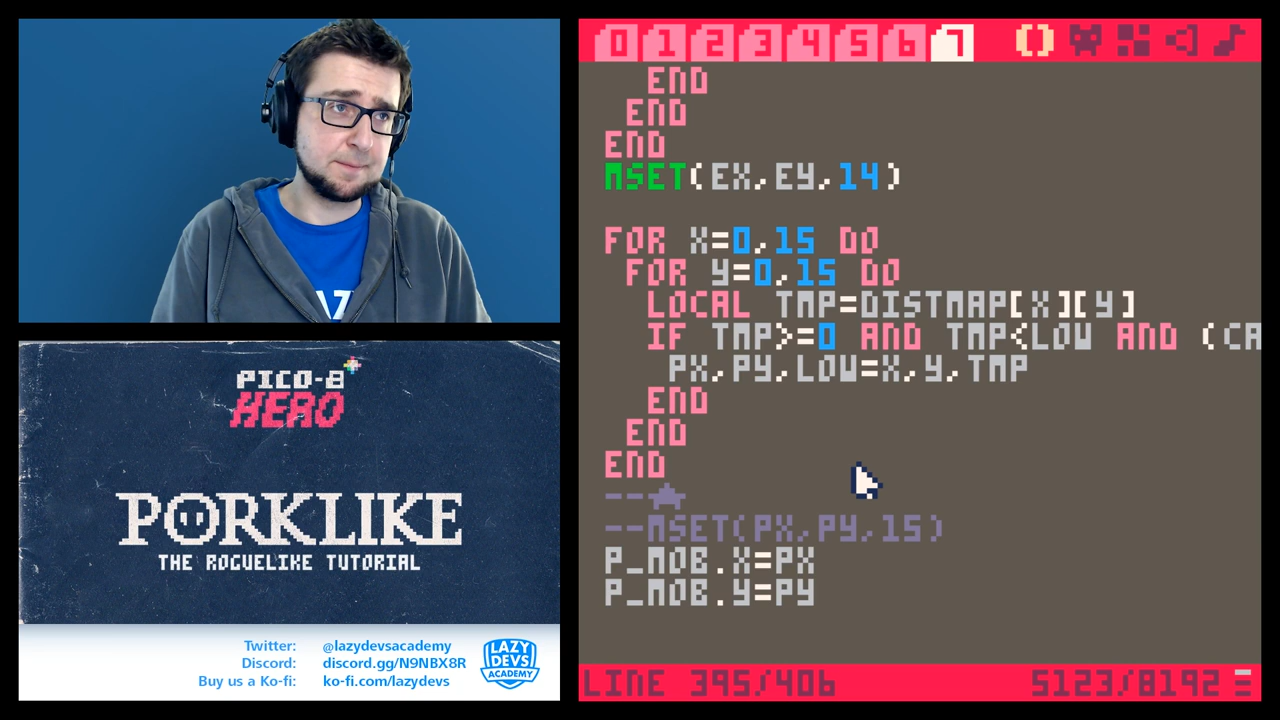 0 1 2 3 4 5 6 7
END
END
END
MSET(EX,EY,14)
FOR X=0,15 DO
FOR Y=0,15 DO
LOCAL TMP=DISTMAP[X][Y]
IF TMP>=0 AND TMP<LOW AND (CA
PX,PY,LOW=X,Y,TMP
END
END
END
--
--MSET(PX,PY,15)
P_MOB.X=PX
P_MOB.Y=PY
LINE 395/406
5123/8192
PICO-8
HERO
PORKLIKE
THE ROGUELIKE TUTORIAL
Twitter: @lazydevsacademy
Discord: discord.gg/N9NBX8R
Buy us a Ko-fi: ko-fi.com/lazydevs
LAZY
DEVS
ACADEMY